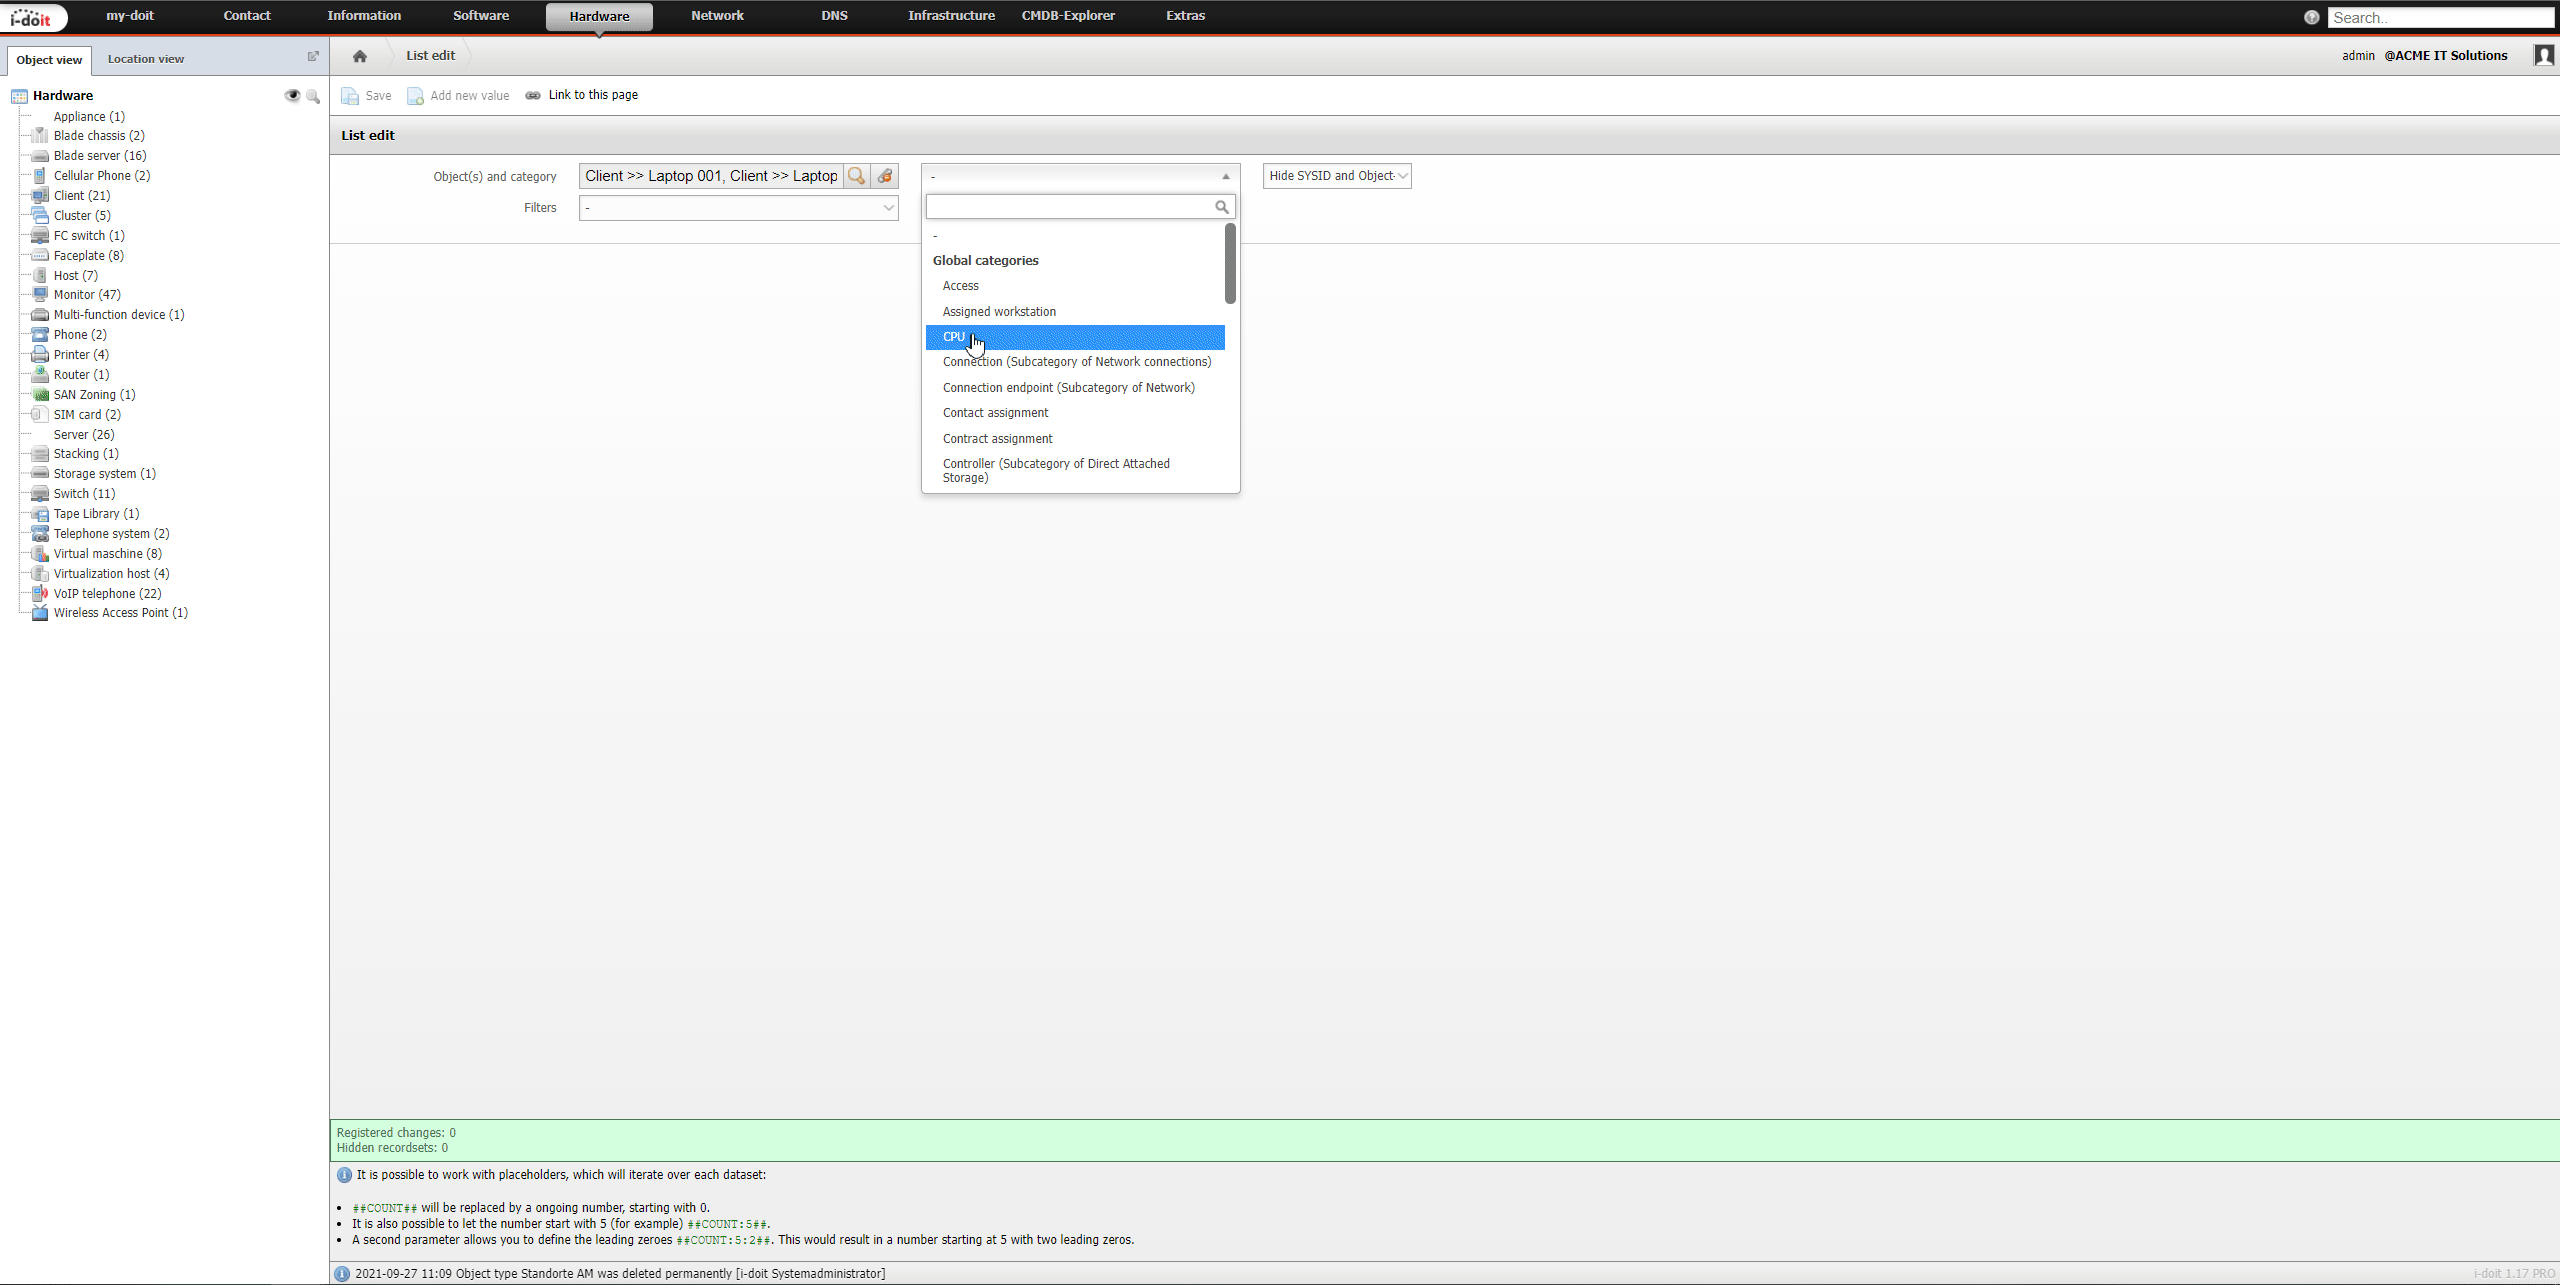 i-doit my-doit Contact Information Software Hardware Network DNS Infrastructure CMDB-Explorer Extras Search..
Object view Location view
List edit
admin @ACME IT Solutions
Save Add new value Link to this page
Hardware
Appliance (1)
Blade chassis (2)
Blade server (16)
Cellular Phone (2)
Client (21)
Cluster (5)
FC switch (1)
Faceplate (8)
Host (7)
Monitor (47)
Multi-function device (1)
Phone (2)
Printer (4)
Router (1)
SAN Zoning (1)
SIM card (2)
Server (26)
Stacking (1)
Storage system (1)
Switch (11)
Tape Library (1)
Telephone system (2)
Virtual maschine (8)
Virtualization host (4)
VoIP telephone (22)
Wireless Access Point (1)
List edit
Object(s) and category Client >> Laptop 001, Client >> Laptop - Hide SYSID and Object-
Filters -
-
Global categories
Access
Assigned workstation
CPU
Connection (Subcategory of Network connections)
Connection endpoint (Subcategory of Network)
Contact assignment
Contract assignment
Controller (Subcategory of Direct Attached
Storage)
Registered changes: 0
Hidden recordsets: 0
It is possible to work with placeholders, which will iterate over each dataset:
• ##COUNT## will be replaced by a ongoing number, starting with 0.
• It is also possible to let the number start with 5 (for example) ##COUNT:5##.
• A second parameter allows you to define the leading zeroes ##COUNT:5:2##. This would result in a number starting at 5 with two leading zeros.
2021-09-27 11:09 Object type Standorte AM was deleted permanently [i-doit Systemadministrator]
i-doit 1.17 PRO